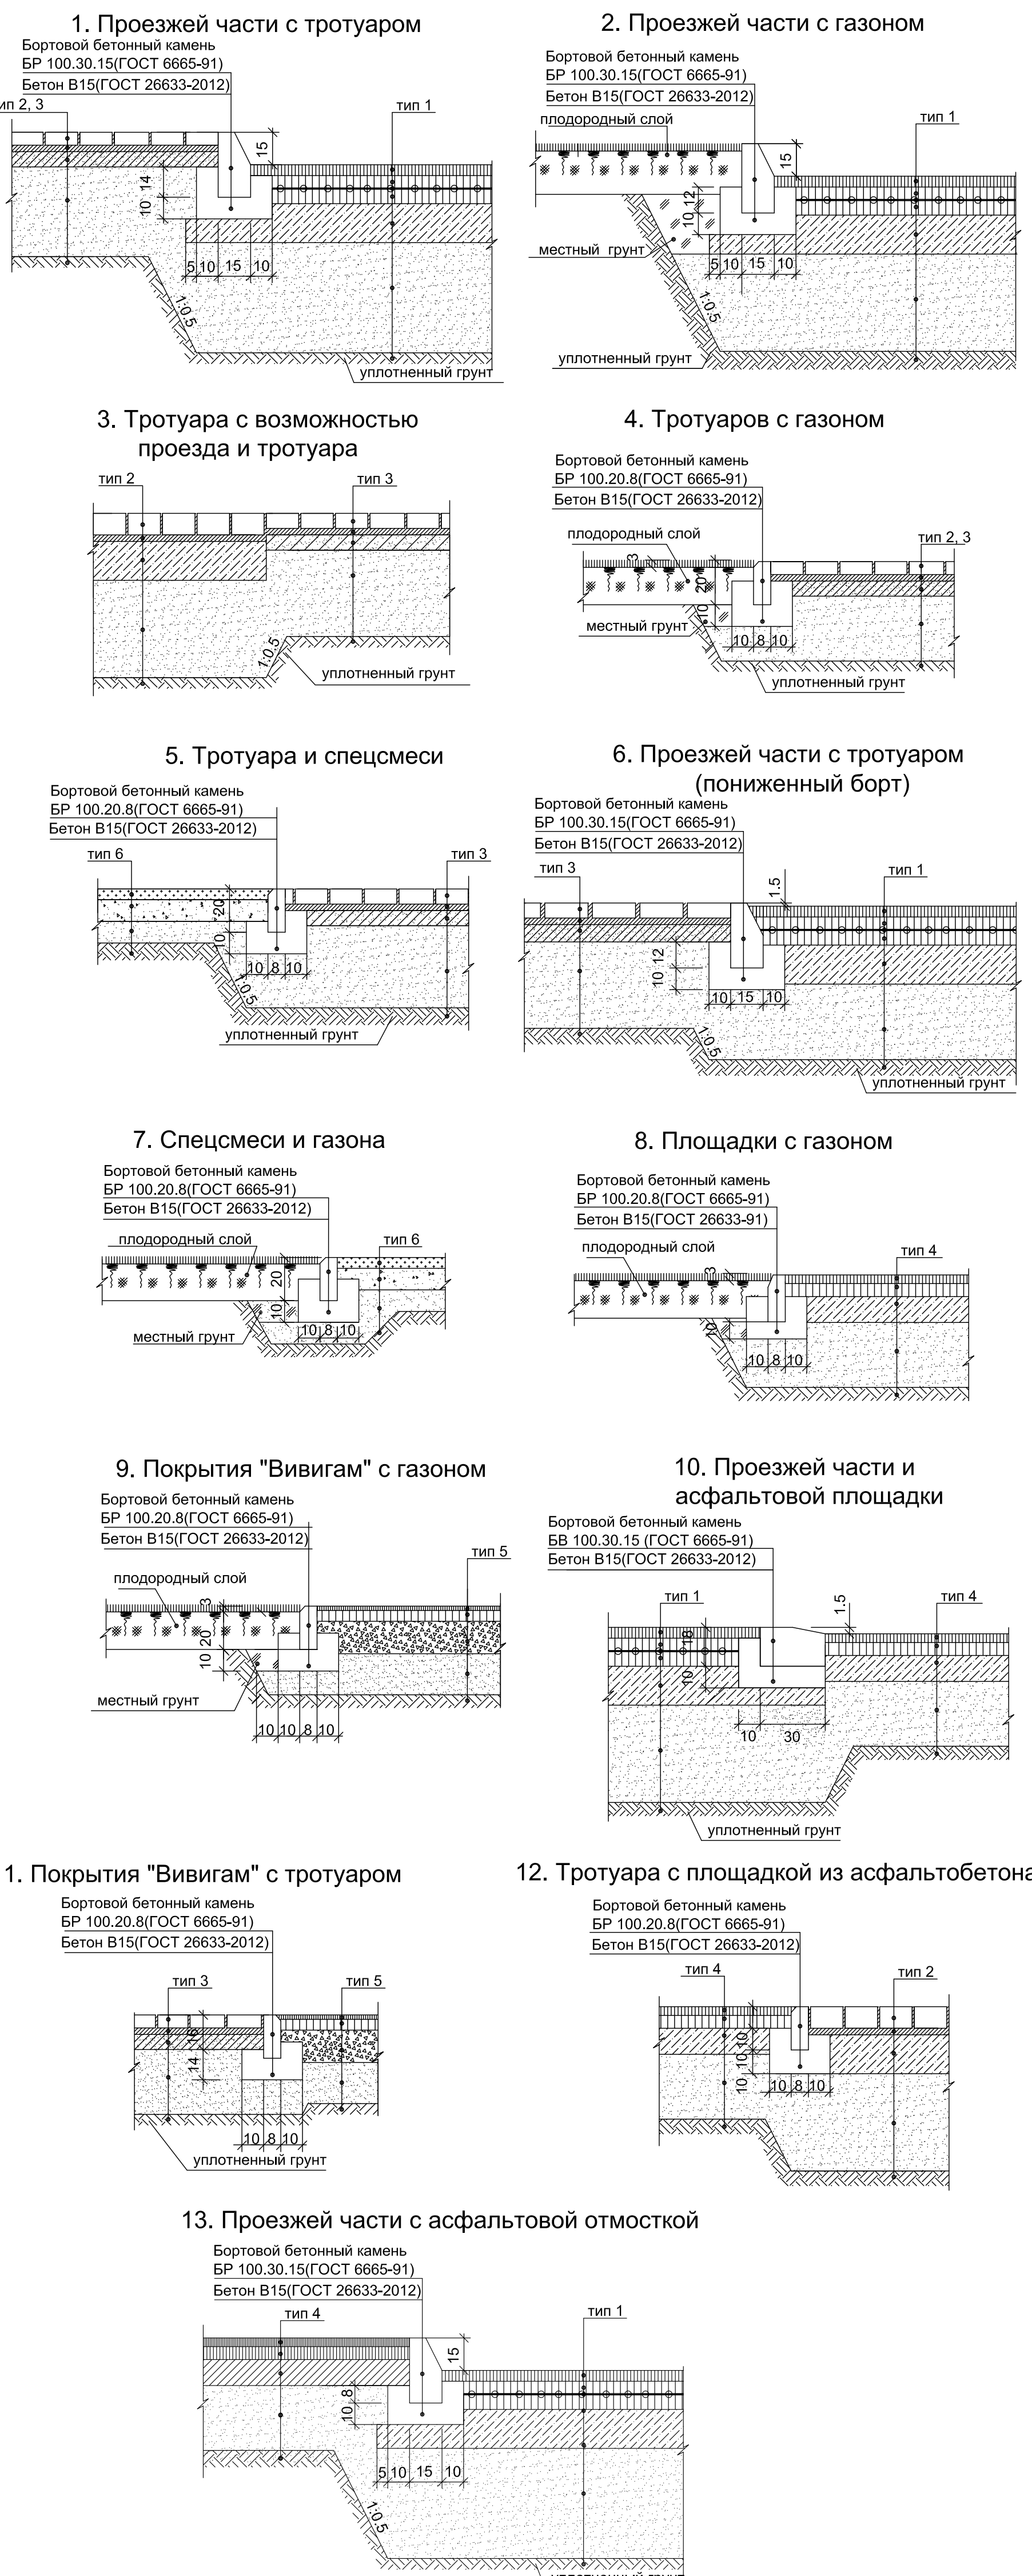 1. Проезжей части с тротуаром
Бортовой бетонный камень
БР 100.30.15(ГОСТ 6665-91)
Бетон В15(ГОСТ 26633-2012)
ип 2, 3
тип 1
15
14
10
5 10 15 10
1:0.5
уплотненный грунт
2. Проезжей части с газоном
Бортовой бетонный камень
БР 100.30.15(ГОСТ 6665-91)
Бетон В15(ГОСТ 26633-2012)
плодородный слой
тип 1
15
12
10
местный грунт
5 10 15 10
1:0.5
уплотненный грунт
3. Тротуара с возможностью
проезда и тротуара
тип 2
тип 3
1:0.5
уплотненный грунт
4. Тротуаров с газоном
Бортовой бетонный камень
БР 100.20.8(ГОСТ 6665-91)
Бетон В15(ГОСТ 26633-2012)
плодородный слой
тип 2, 3
3
20
10
местный грунт
10 8 10
уплотненный грунт
5. Тротуара и спецсмеси
Бортовой бетонный камень
БР 100.20.8(ГОСТ 6665-91)
Бетон В15(ГОСТ 26633-2012)
тип 6
тип 3
20
10
10 8 10
1:0.5
уплотненный грунт
6. Проезжей части с тротуаром
(пониженный борт)
Бортовой бетонный камень
БР 100.30.15(ГОСТ 6665-91)
Бетон В15(ГОСТ 26633-2012)
тип 3
1.5
тип 1
12
10
10 15 10
1:0.5
уплотненный грунт
7. Спецсмеси и газона
Бортовой бетонный камень
БР 100.20.8(ГОСТ 6665-91)
Бетон В15(ГОСТ 26633-2012)
плодородный слой
тип 6
20
10
местный грунт
10 8 10
8. Площадки с газоном
Бортовой бетонный камень
БР 100.20.8(ГОСТ 6665-91)
Бетон В15(ГОСТ 26633-91)
плодородный слой
тип 4
3
10
10 8 10
9. Покрытия "Вивигам" с газоном
Бортовой бетонный камень
БР 100.20.8(ГОСТ 6665-91)
Бетон В15(ГОСТ 26633-2012)
тип 5
плодородный слой
3
20
10
местный грунт
10 10 8 10
10. Проезжей части и
асфальтовой площадки
Бортовой бетонный камень
БВ 100.30.15 (ГОСТ 6665-91)
Бетон В15(ГОСТ 26633-2012)
тип 1
1.5
тип 4
18
10
10 30
уплотненный грунт
1. Покрытия "Вивигам" с тротуаром
Бортовой бетонный камень
БР 100.20.8(ГОСТ 6665-91)
Бетон В15(ГОСТ 26633-2012)
тип 3
тип 5
16
14
10 8 10
уплотненный грунт
12. Тротуара с площадкой из асфальтобетона
Бортовой бетонный камень
БР 100.20.8(ГОСТ 6665-91)
Бетон В15(ГОСТ 26633-2012)
тип 4
тип 2
10
10
10
10 8 10
13. Проезжей части с асфальтовой отмосткой
Бортовой бетонный камень
БР 100.30.15(ГОСТ 6665-91)
Бетон В15(ГОСТ 26633-2012)
тип 4
тип 1
15
8
10
5 10 15 10
1:0.5